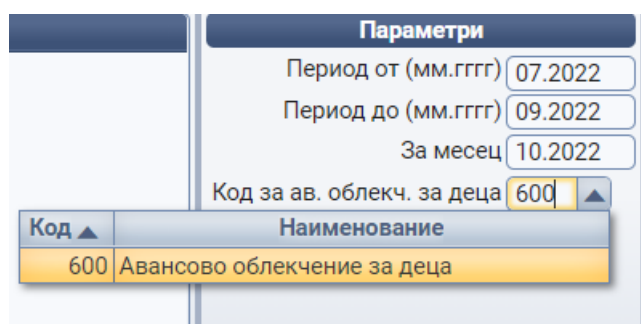 Параметри
Период от (мм.гггг) 07.2022
Период до (мм.гггг) 09.2022
За месец 10.2022
Код за ав. облекч. за деца 600
Код Наименование
600 Авансово облекчение за деца